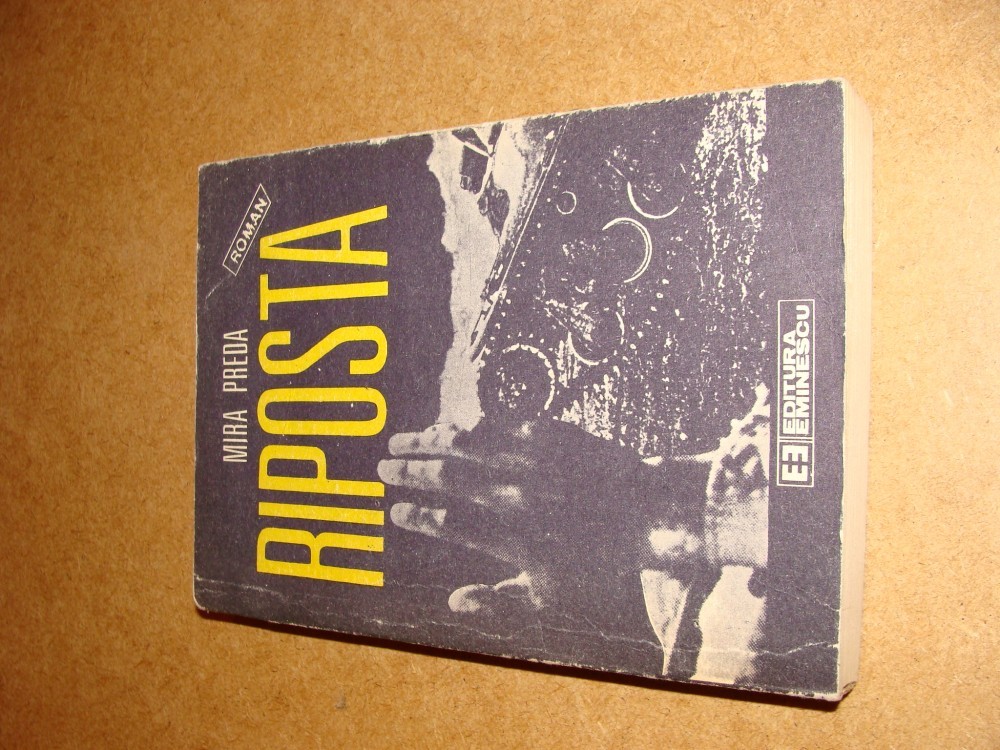 ROMAN
MIRA PREDA
RIPOSTA
EE EDITURA
EMINESCU